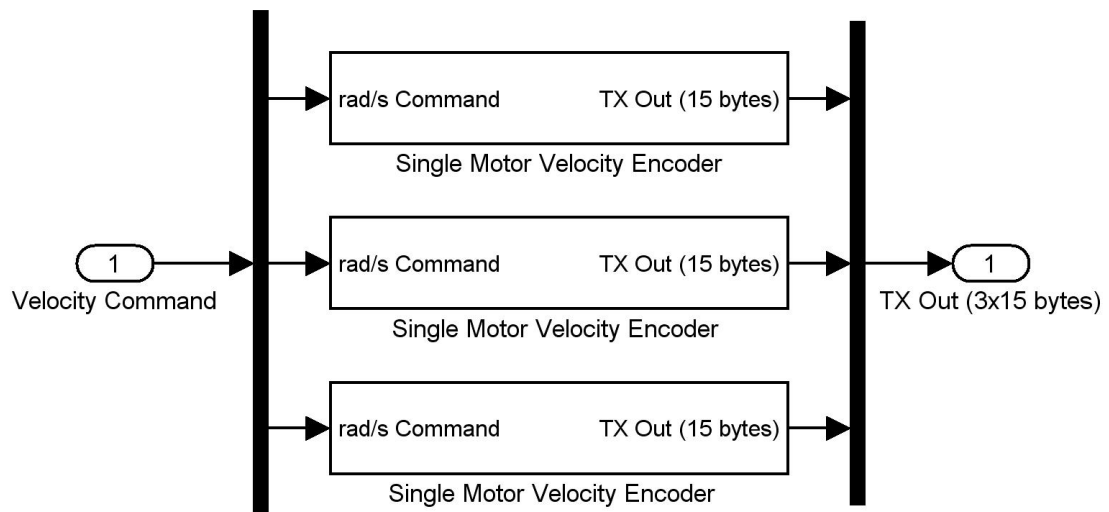 rad/s Command TX Out (15 bytes)
Single Motor Velocity Encoder
1
Velocity Command
rad/s Command TX Out (15 bytes)
Single Motor Velocity Encoder
1
TX Out (3x15 bytes)
rad/s Command TX Out (15 bytes)
Single Motor Velocity Encoder